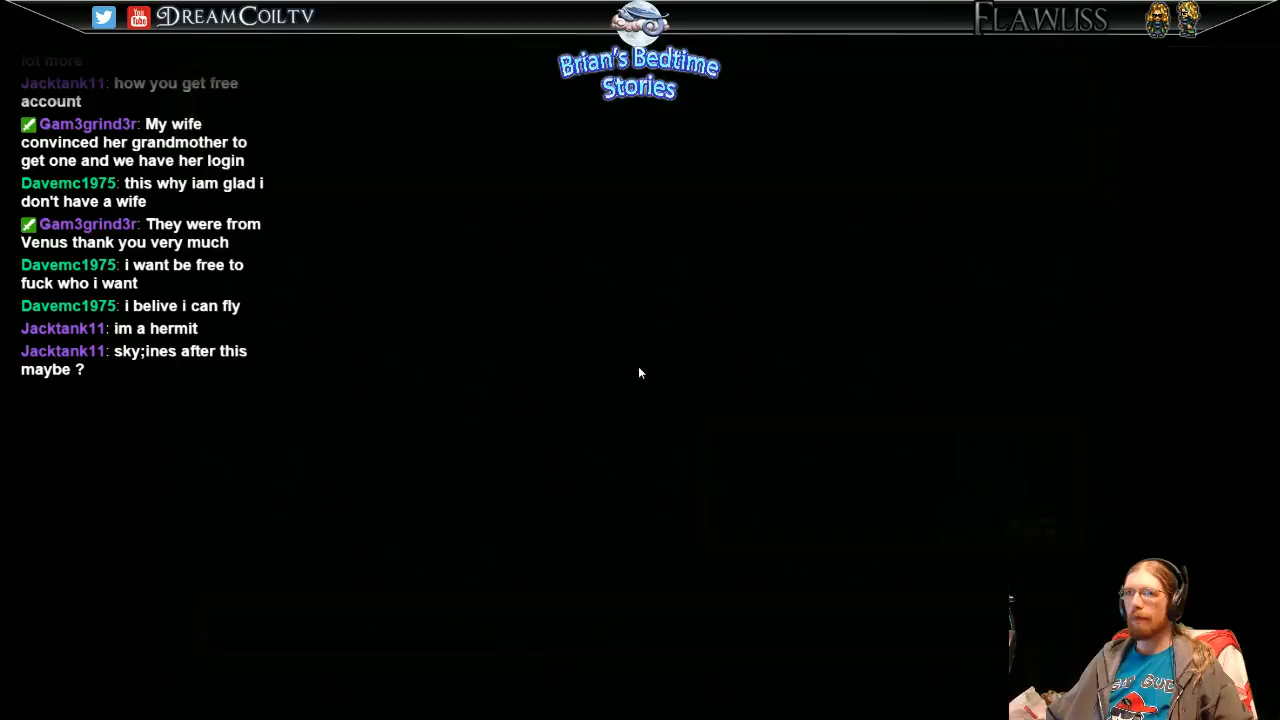 DreamCoilTV
Flawuss
Brian's Bedtime
Stories
lot more
Jacktank11: how you get free
account
Gam3grind3r: My wife
convinced her grandmother to
get one and we have her login
Davemc1975: this why iam glad i
don't have a wife
Gam3grind3r: They were from
Venus thank you very much
Davemc1975: i want be free to
fuck who i want
Davemc1975: i belive i can fly
Jacktank11: im a hermit
Jacktank11: sky;ines after this
maybe ?